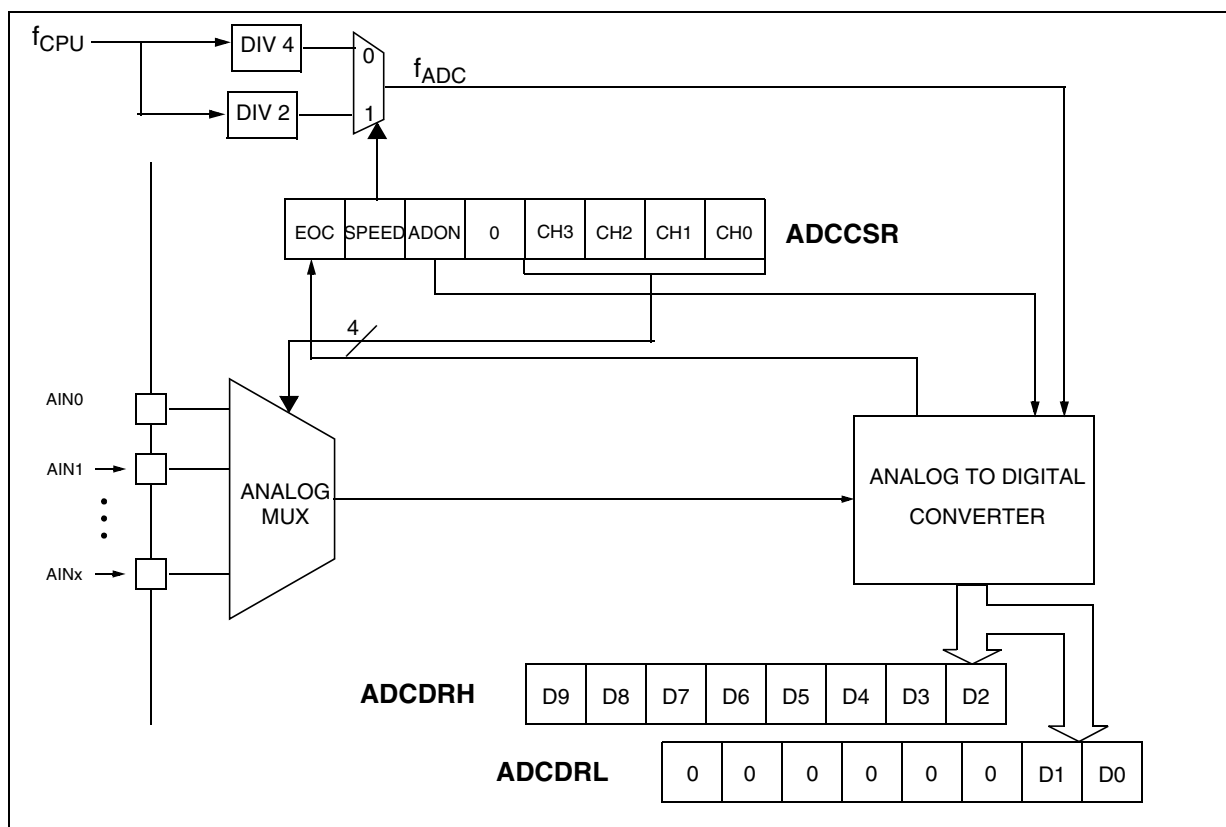 fCPU
DIV 4
0
fADC
DIV 2
1
EOC SPEED ADON 0 CH3 CH2 CH1 CH0
ADCCSR
4
AIN0
AIN1
ANALOG
MUX
AINx
ANALOG TO DIGITAL
CONVERTER
ADCDRH
D9 D8 D7 D6 D5 D4 D3 D2
ADCDRL
0 0 0 0 0 0 D1 D0